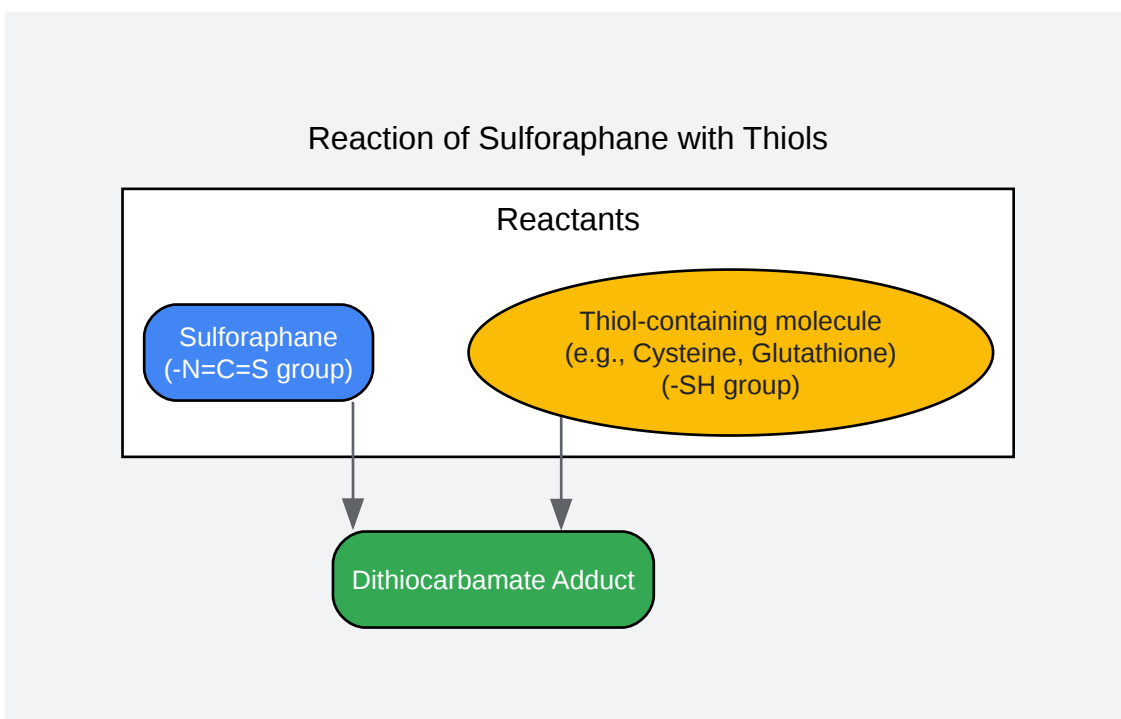 Reaction of Sulforaphane with Thiols
Reactants
Sulforaphane
(-N=C=S group)
Thiol-containing molecule
(e.g., Cysteine, Glutathione)
(-SH group)
Dithiocarbamate Adduct